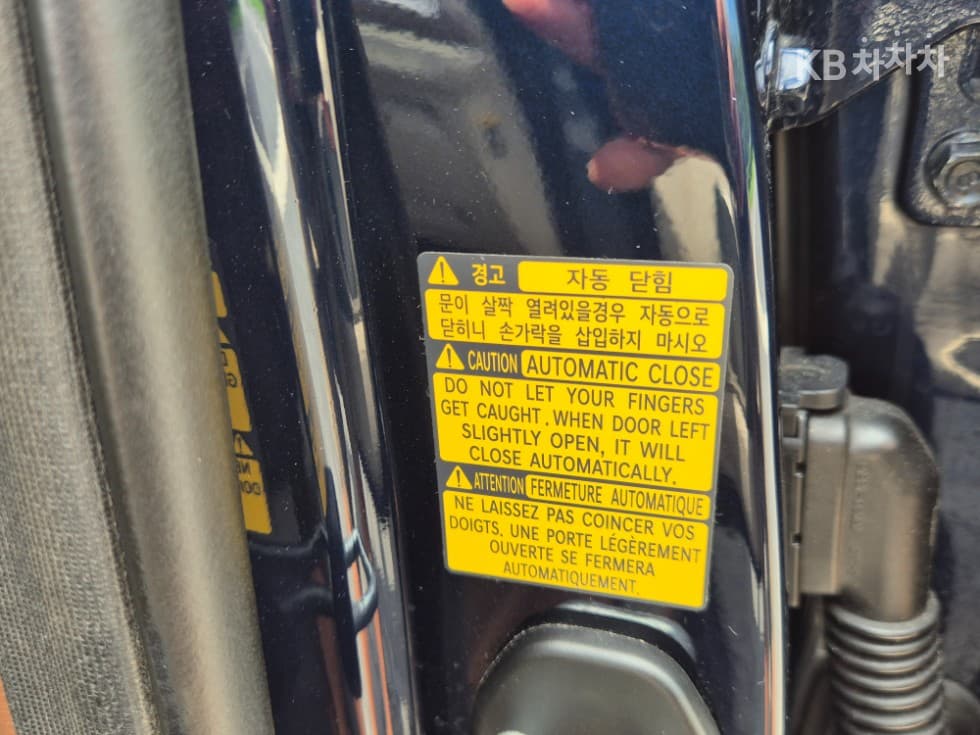 KB차차차
경고 자동 닫힘
문이 살짝 열려있을경우 자동으로
닫히니 손가락을 삽입하지 마시오
CAUTION AUTOMATIC CLOSE
DO NOT LET YOUR FINGERS
GET CAUGHT. WHEN DOOR LEFT
SLIGHTLY OPEN, IT WILL
CLOSE AUTOMATICALLY.
ATTENTION FERMETURE AUTOMATIQUE
NE LAISSEZ PAS COINCER VOS
DOIGTS. UNE PORTE LÉGÈREMENT
OUVERTE SE FERMERA
AUTOMATIQUEMENT.